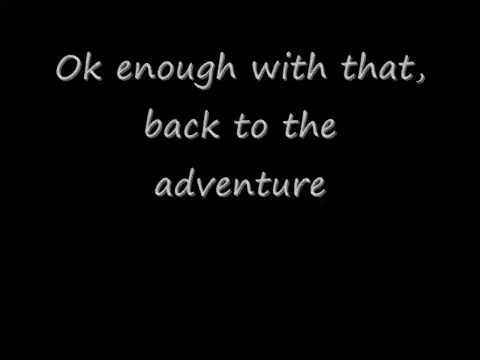 Ok enough with that,
back to the
adventure